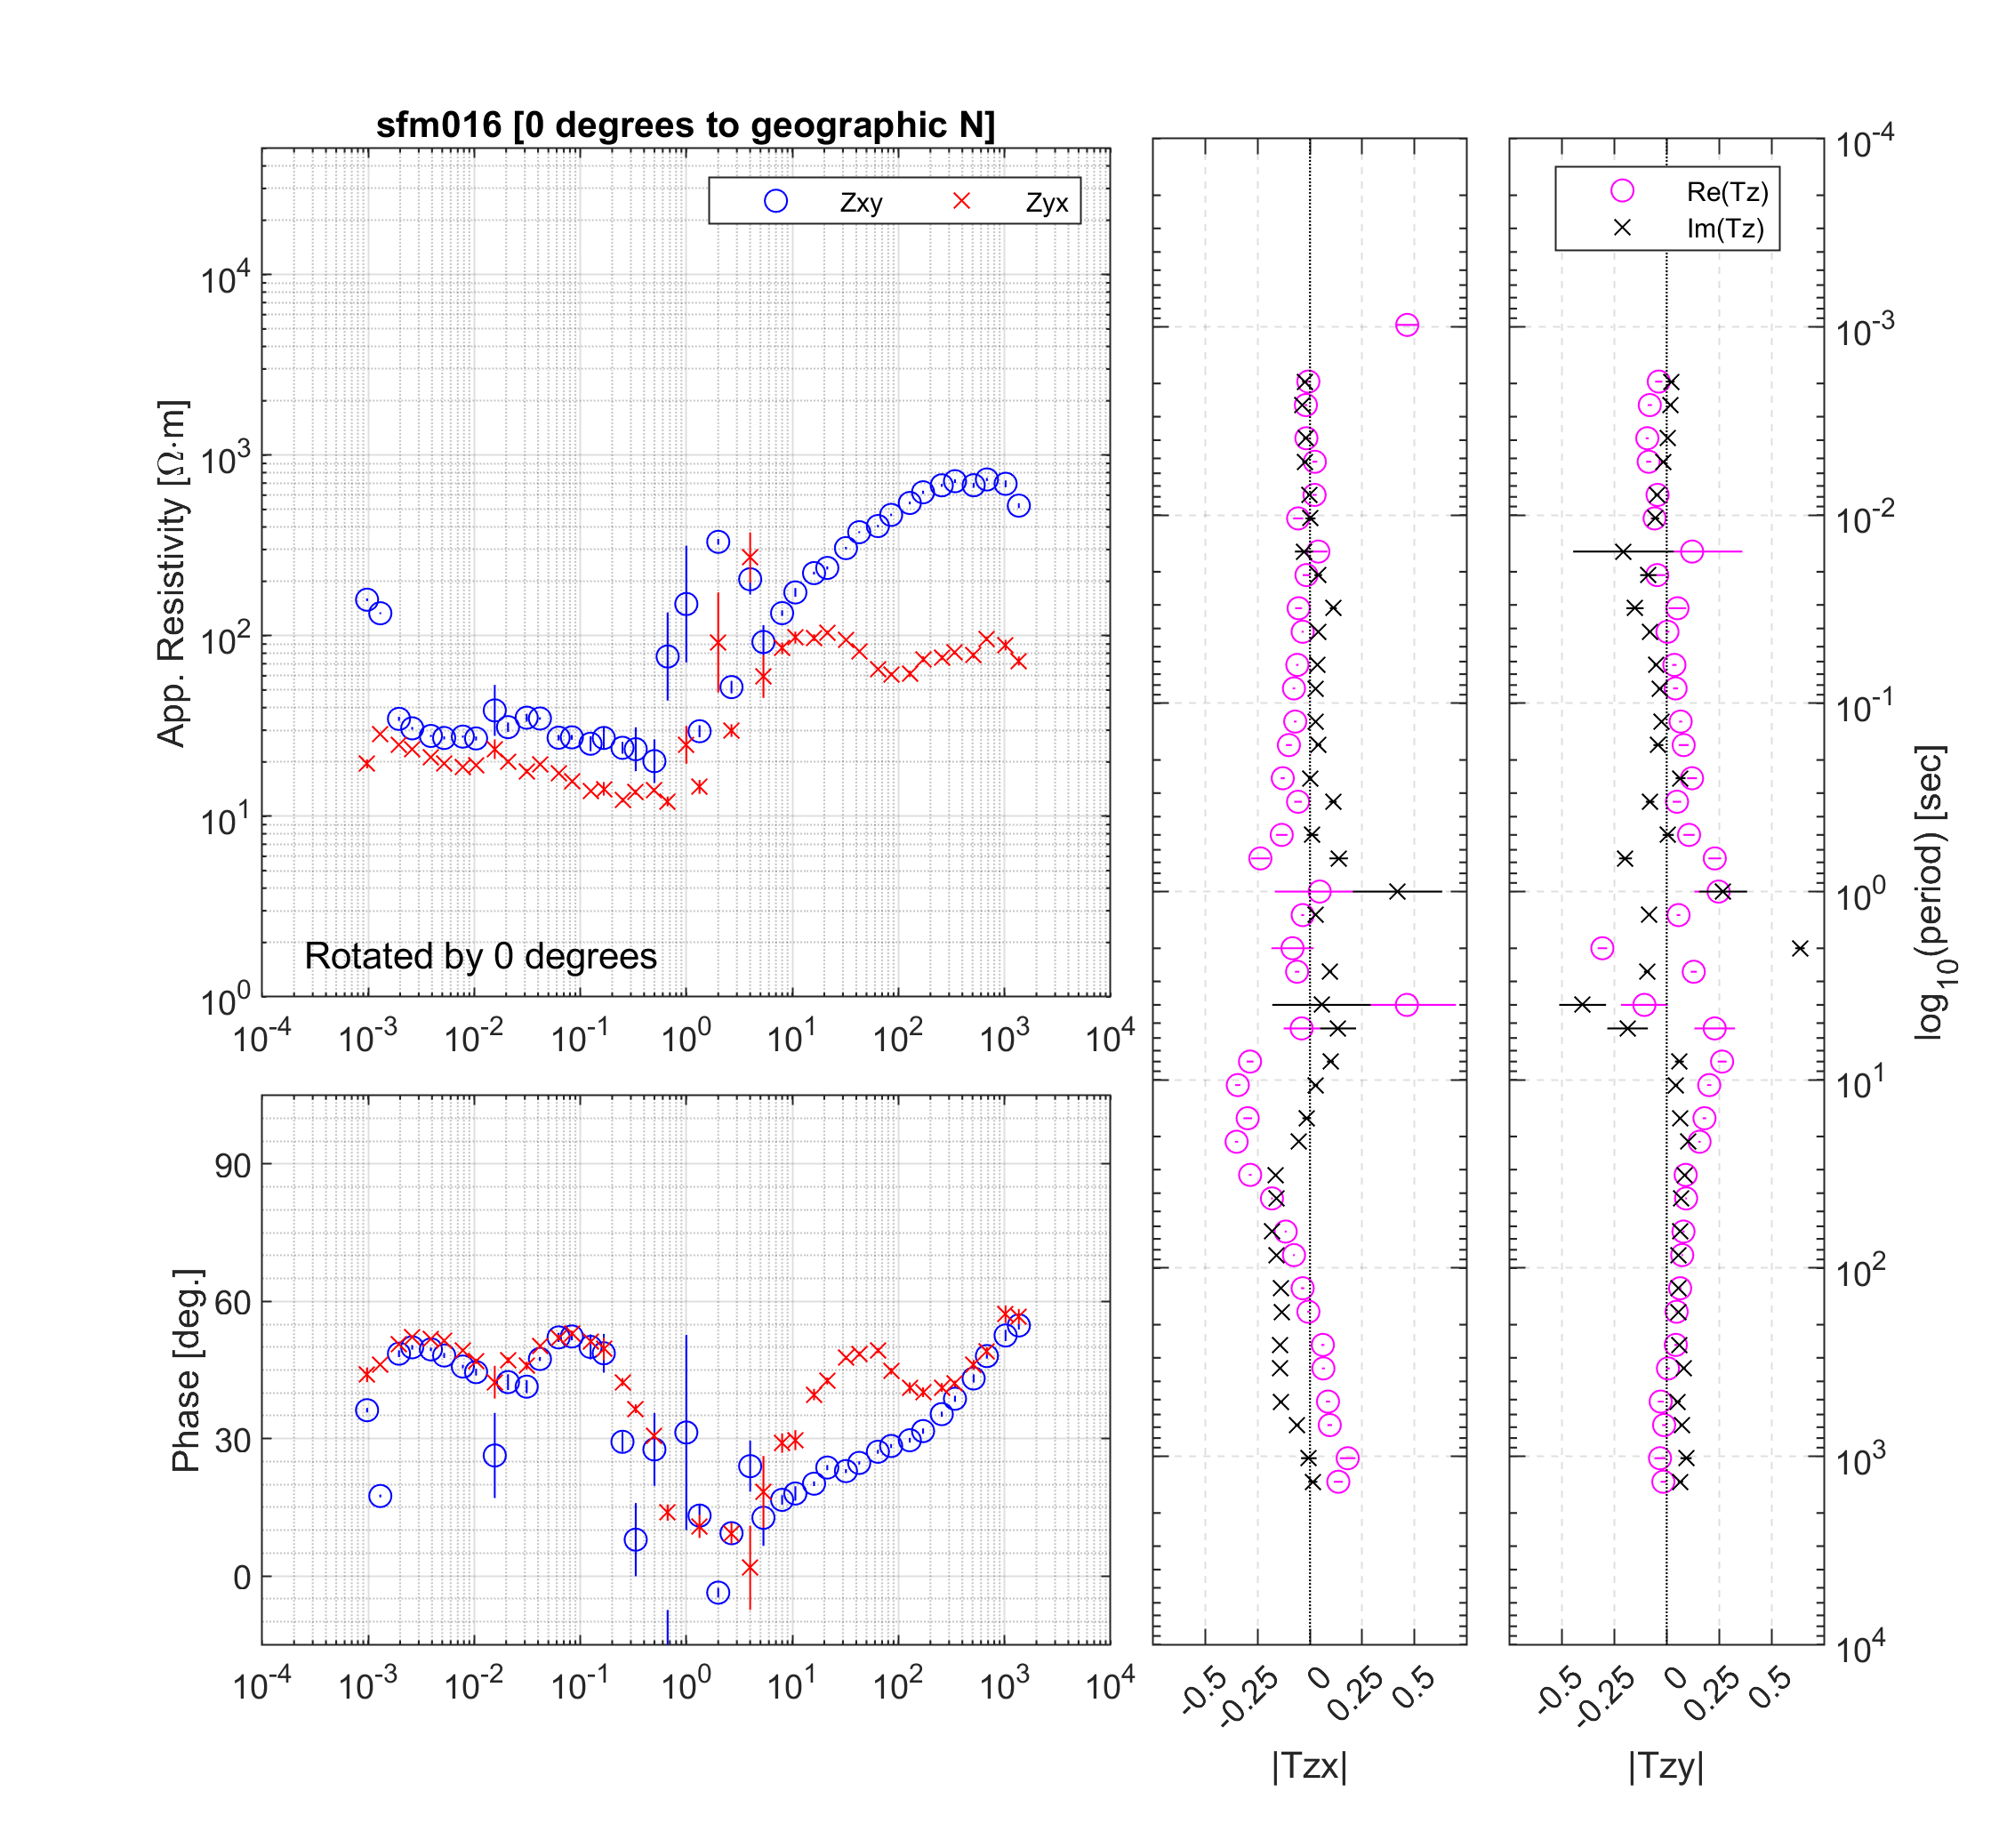 sfm016 [0 degrees to geographic N]
Zxy Zyx
App. Resistivity [Ω·m]
10^4
10^3
10^2
10^1
10^0
Rotated by 0 degrees
10^-4 10^-3 10^-2 10^-1 10^0 10^1 10^2 10^3 10^4
Phase [deg.]
90
60
30
0
10^-4 10^-3 10^-2 10^-1 10^0 10^1 10^2 10^3 10^4
-0.5 -0.25 0 0.25 0.5
|Tzx|
Re(Tz)
Im(Tz)
-0.5 -0.25 0 0.25 0.5
|Tzy|
10^-4
10^-3
10^-2
10^-1
10^0
10^1
10^2
10^3
10^4
log_10(period) [sec]